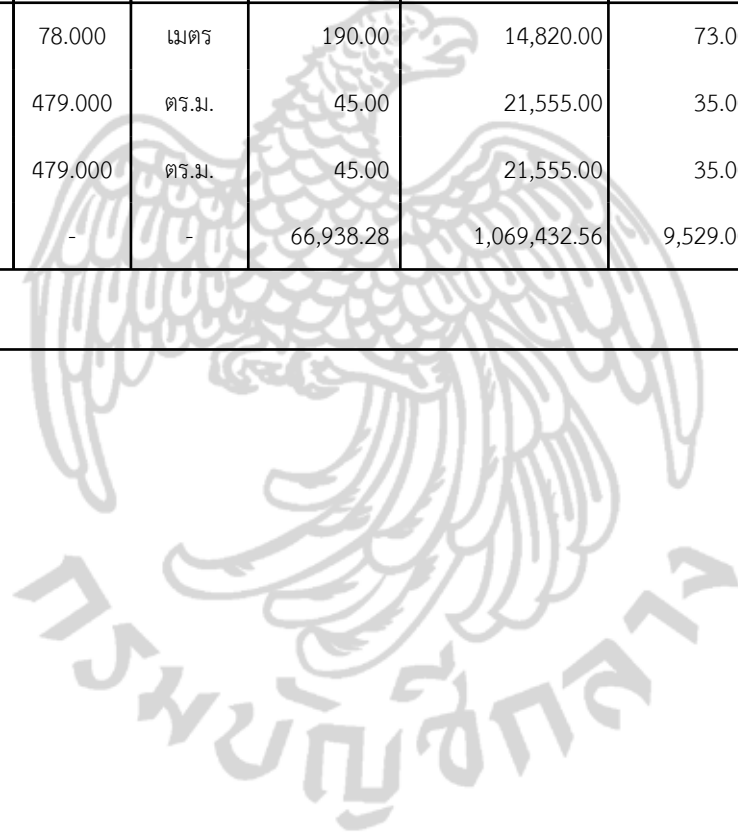 78.000 เมตร 190.00 14,820.00 73.0
479.000 ตร.ม. 45.00 21,555.00 35.0
479.000 ตร.ม. 45.00 21,555.00 35.0
- - 66,938.28 1,069,432.56 9,529.0
กรมบัญชีกลาง